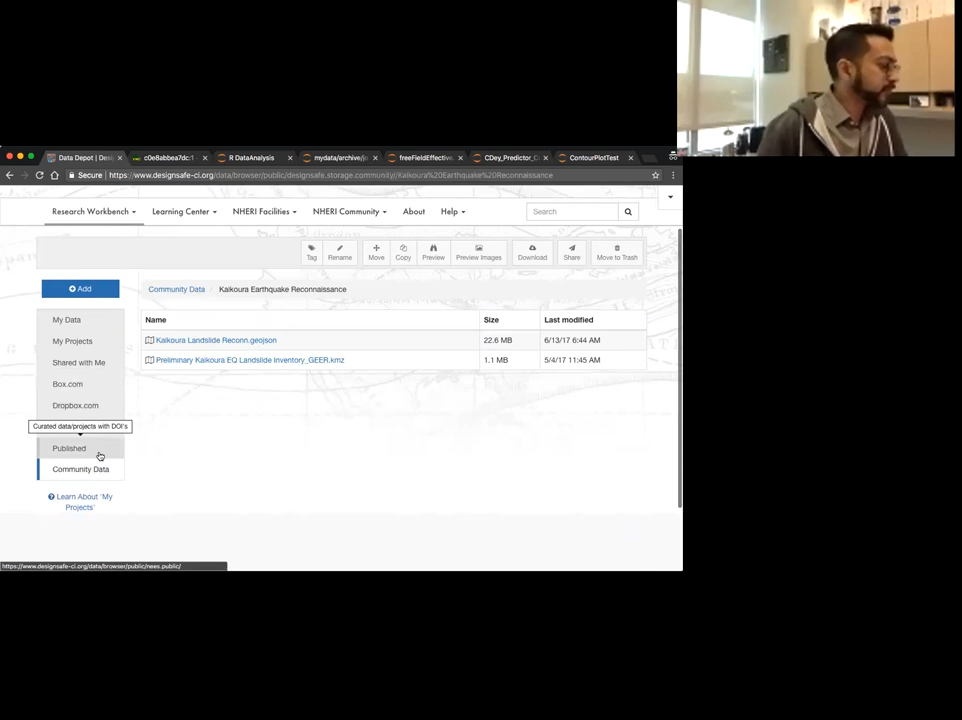 Data Depot | Desi
c0e8abbea7dc:1
R DataAnalysis
mydata/archive/jo
freeFieldEffective
CDey_Predictor_C
ContourPlotTest
Secure | https://www.designsafe-ci.org/data/browser/public/designsafe.storage.community//Kaikoura%20Earthquake%20Reconnaissance
Research Workbench
Learning Center
NHERI Facilities
NHERI Community
About
Help
Search
Tag
Rename
Move
Copy
Preview
Preview Images
Download
Share
Move to Trash
Add
Community Data / Kaikoura Earthquake Reconnaissance
My Data
My Projects
Shared with Me
Box.com
Dropbox.com
Curated data/projects with DOI's
Published
Community Data
Learn About 'My
Projects'
Name Size Last modified
Kaikoura Landslide Reconn.geojson 22.6 MB 6/13/17 6:44 AM
Preliminary Kaikoura EQ Landslide Inventory_GEER.kmz 1.1 MB 5/4/17 11:45 AM
https://www.designsafe-ci.org/data/browser/public/nees.public/